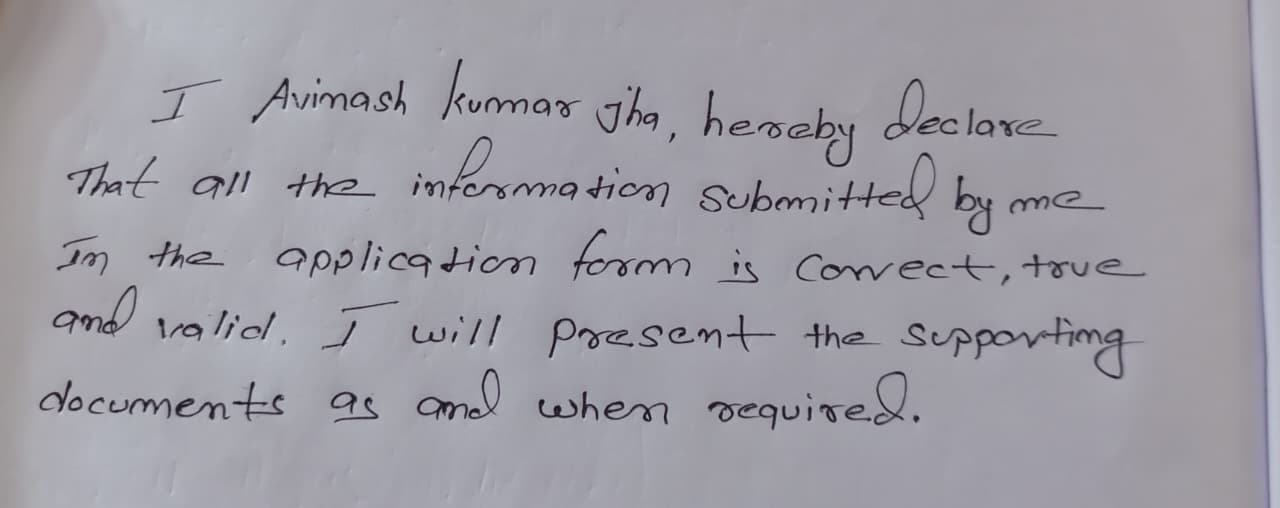 I Avinash kumar jha, hereby declare
That all the information submitted by me
In the application form is Correct, true
and valid. I will present the supporting
documents as and when required.